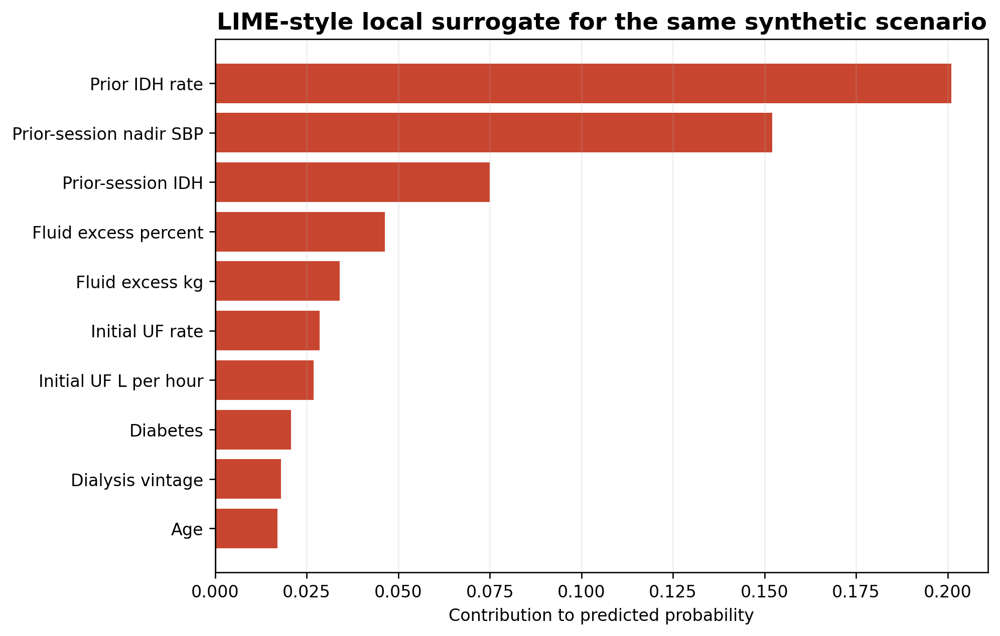 LIME-style local surrogate for the same synthetic scenario
Prior IDH rate
Prior-session nadir SBP
Prior-session IDH
Fluid excess percent
Fluid excess kg
Initial UF rate
Initial UF L per hour
Diabetes
Dialysis vintage
Age
0.000 0.025 0.050 0.075 0.100 0.125 0.150 0.175 0.200
Contribution to predicted probability